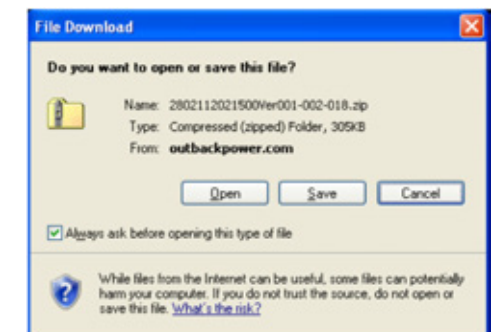 File Download
Do you want to open or save this file?
Name: 2802112021500Ver001-002-018.zip
Type: Compressed (zipped) Folder, 305KB
From: outbackpower.com
Open Save Cancel
Always ask before opening this type of file
While files from the Internet can be useful, some files can potentially
harm your computer. If you do not trust the source, do not open or
save this file. What's the risk?